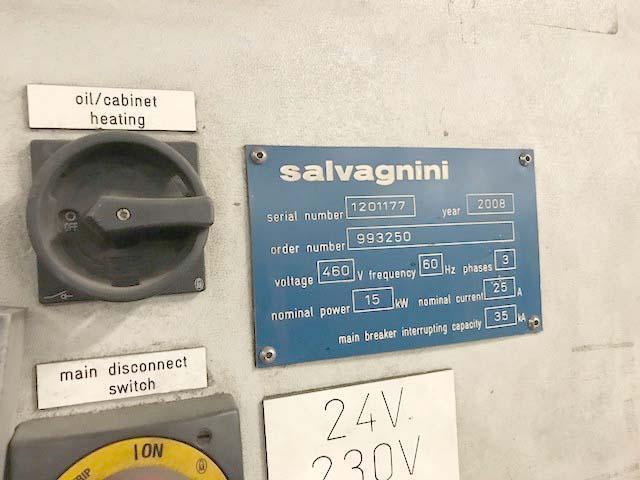 oil/cabinet
heating
OFF
salvagnini
serial number 1201177 year 2008
order number 993250
voltage 460 V frequency 60 Hz phases 3
nominal power 15 kW nominal current 25 A
main breaker interrupting capacity 35 kA
main disconnect
switch
ION
24V.
230V